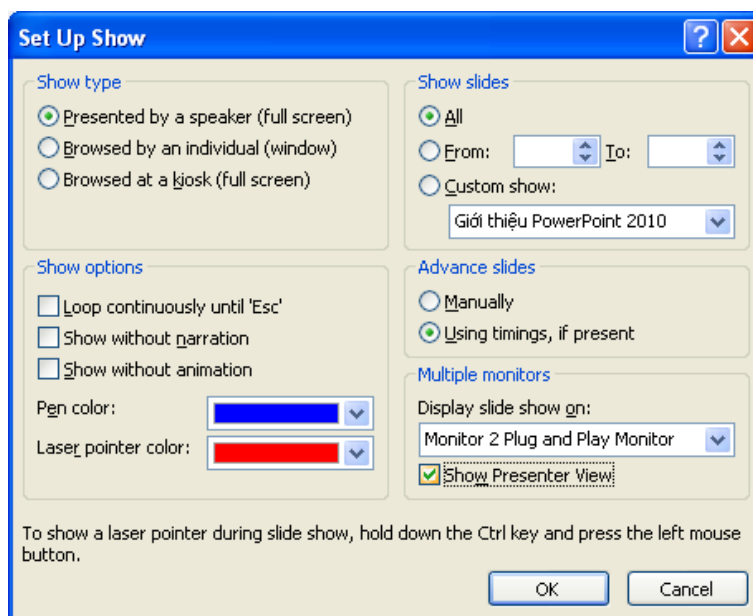 Set Up Show
Show type
Presented by a speaker (full screen)
Browsed by an individual (window)
Browsed at a kiosk (full screen)
Show slides
All
From: To:
Custom show:
Giới thiệu PowerPoint 2010
Show options
Loop continuously until 'Esc'
Show without narration
Show without animation
Pen color:
Laser pointer color:
Advance slides
Manually
Using timings, if present
Multiple monitors
Display slide show on:
Monitor 2 Plug and Play Monitor
Show Presenter View
To show a laser pointer during slide show, hold down the Ctrl key and press the left mouse
button.
OK Cancel